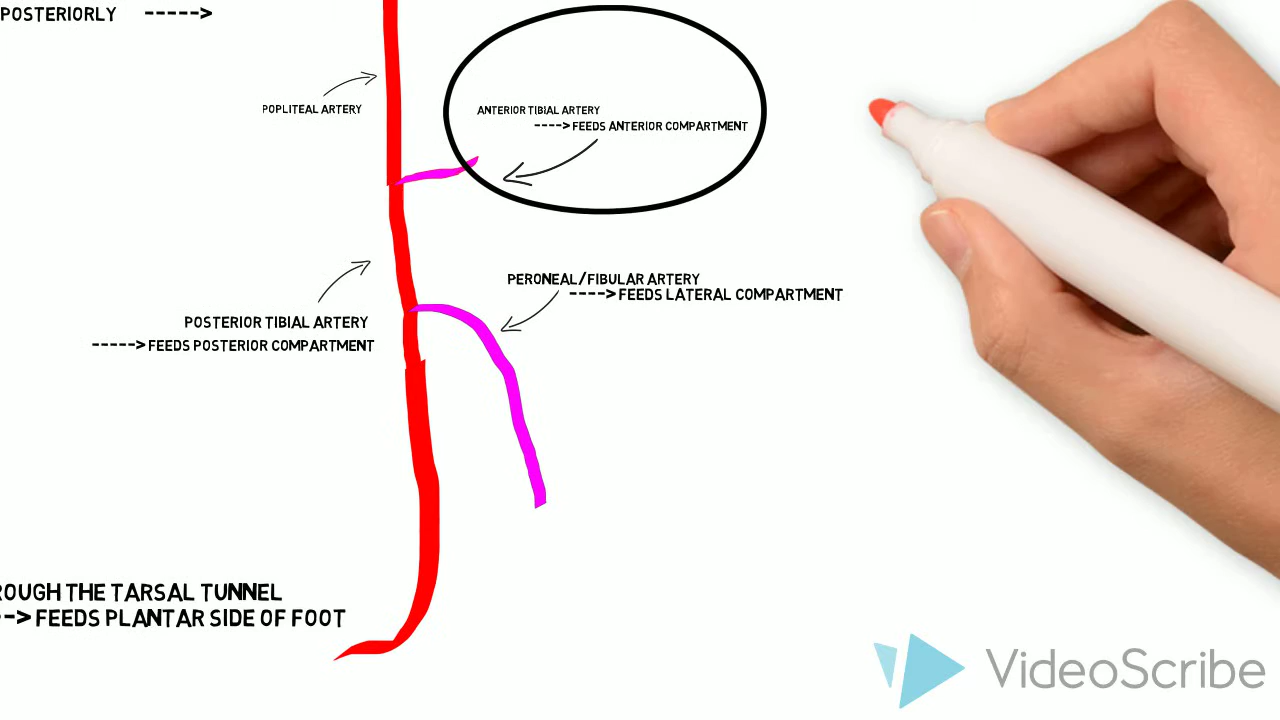 POSTERIORLY ----->
POPLITEAL ARTERY
ANTERIOR TIBIAL ARTERY
----> FEEDS ANTERIOR COMPARTMENT
PERONEAL/FIBULAR ARTERY
----> FEEDS LATERAL COMPARTMENT
POSTERIOR TIBIAL ARTERY
-----> FEEDS POSTERIOR COMPARTMENT
ROUGH THE TARSAL TUNNEL
--> FEEDS PLANTAR SIDE OF FOOT
VideoScribe